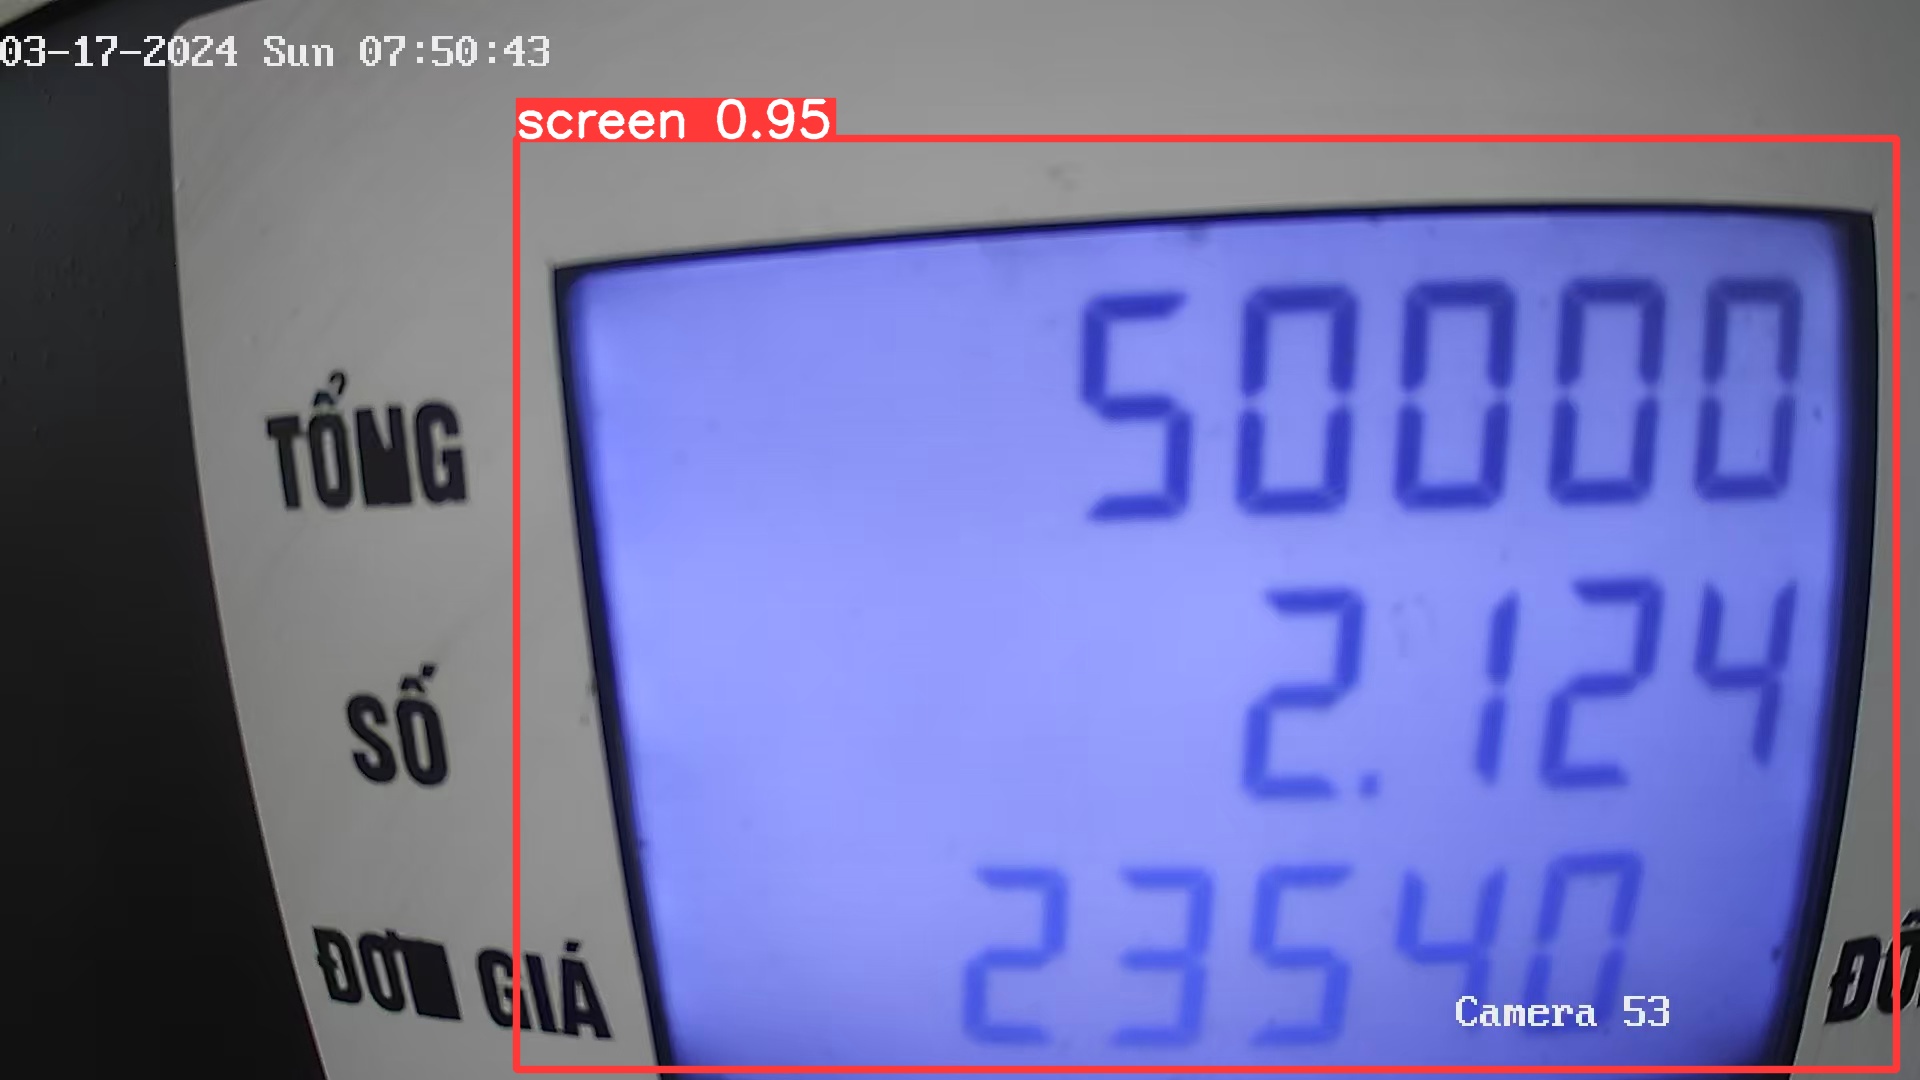 03-17-2024 Sun 07:50:43
screen 0.95
TỔNG 50000
SỐ 2.124
ĐƠN GIÁ 23540
Camera 53